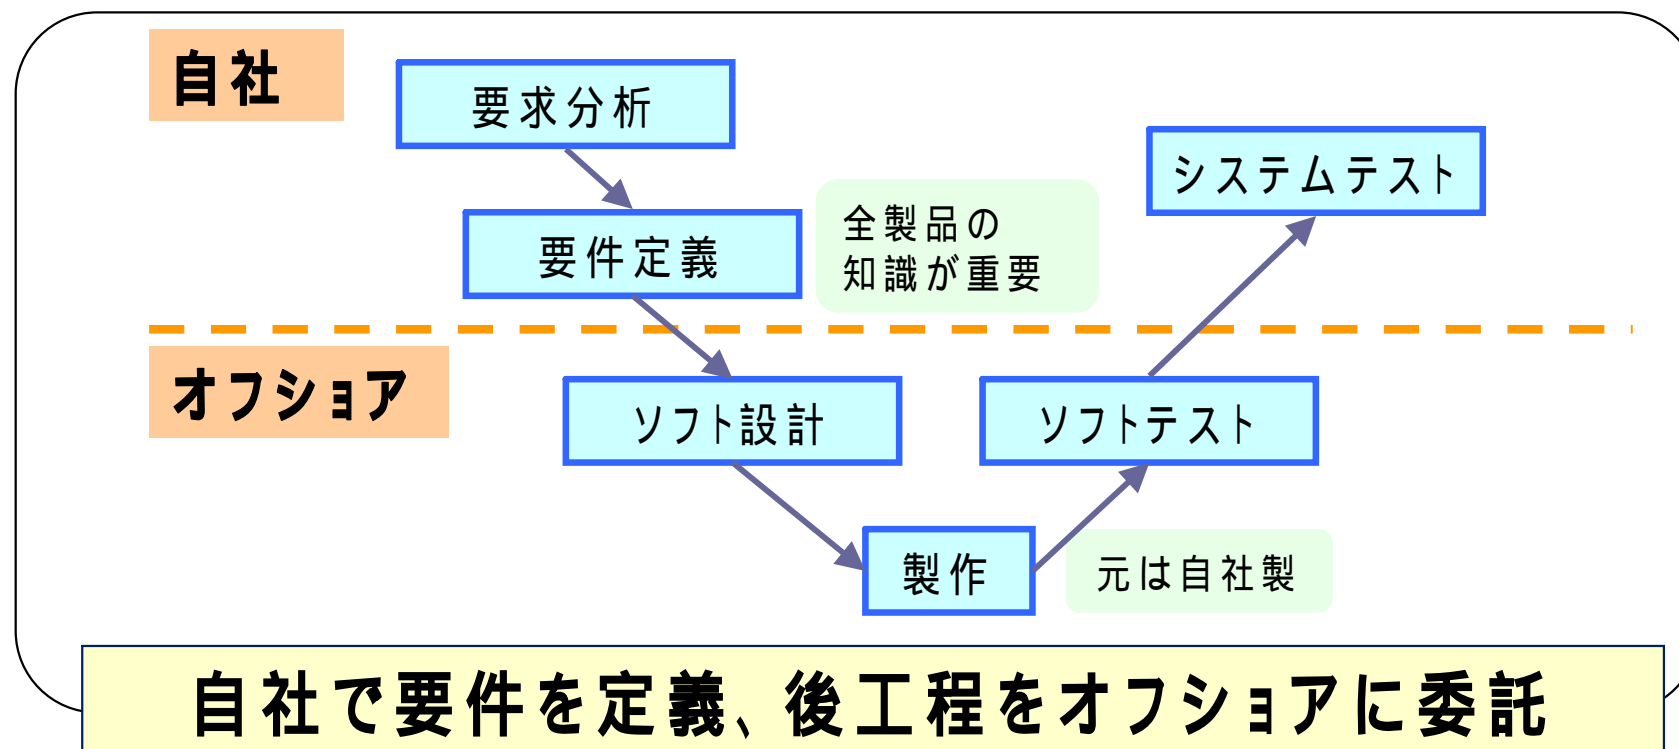 自社
要求分析
システムテスト
全製品の
知識が重要
要件定義
オフショア
ソフト設計
ソフトテスト
製作
元は自社製
自社で要件を定義、後工程をオフショアに委託